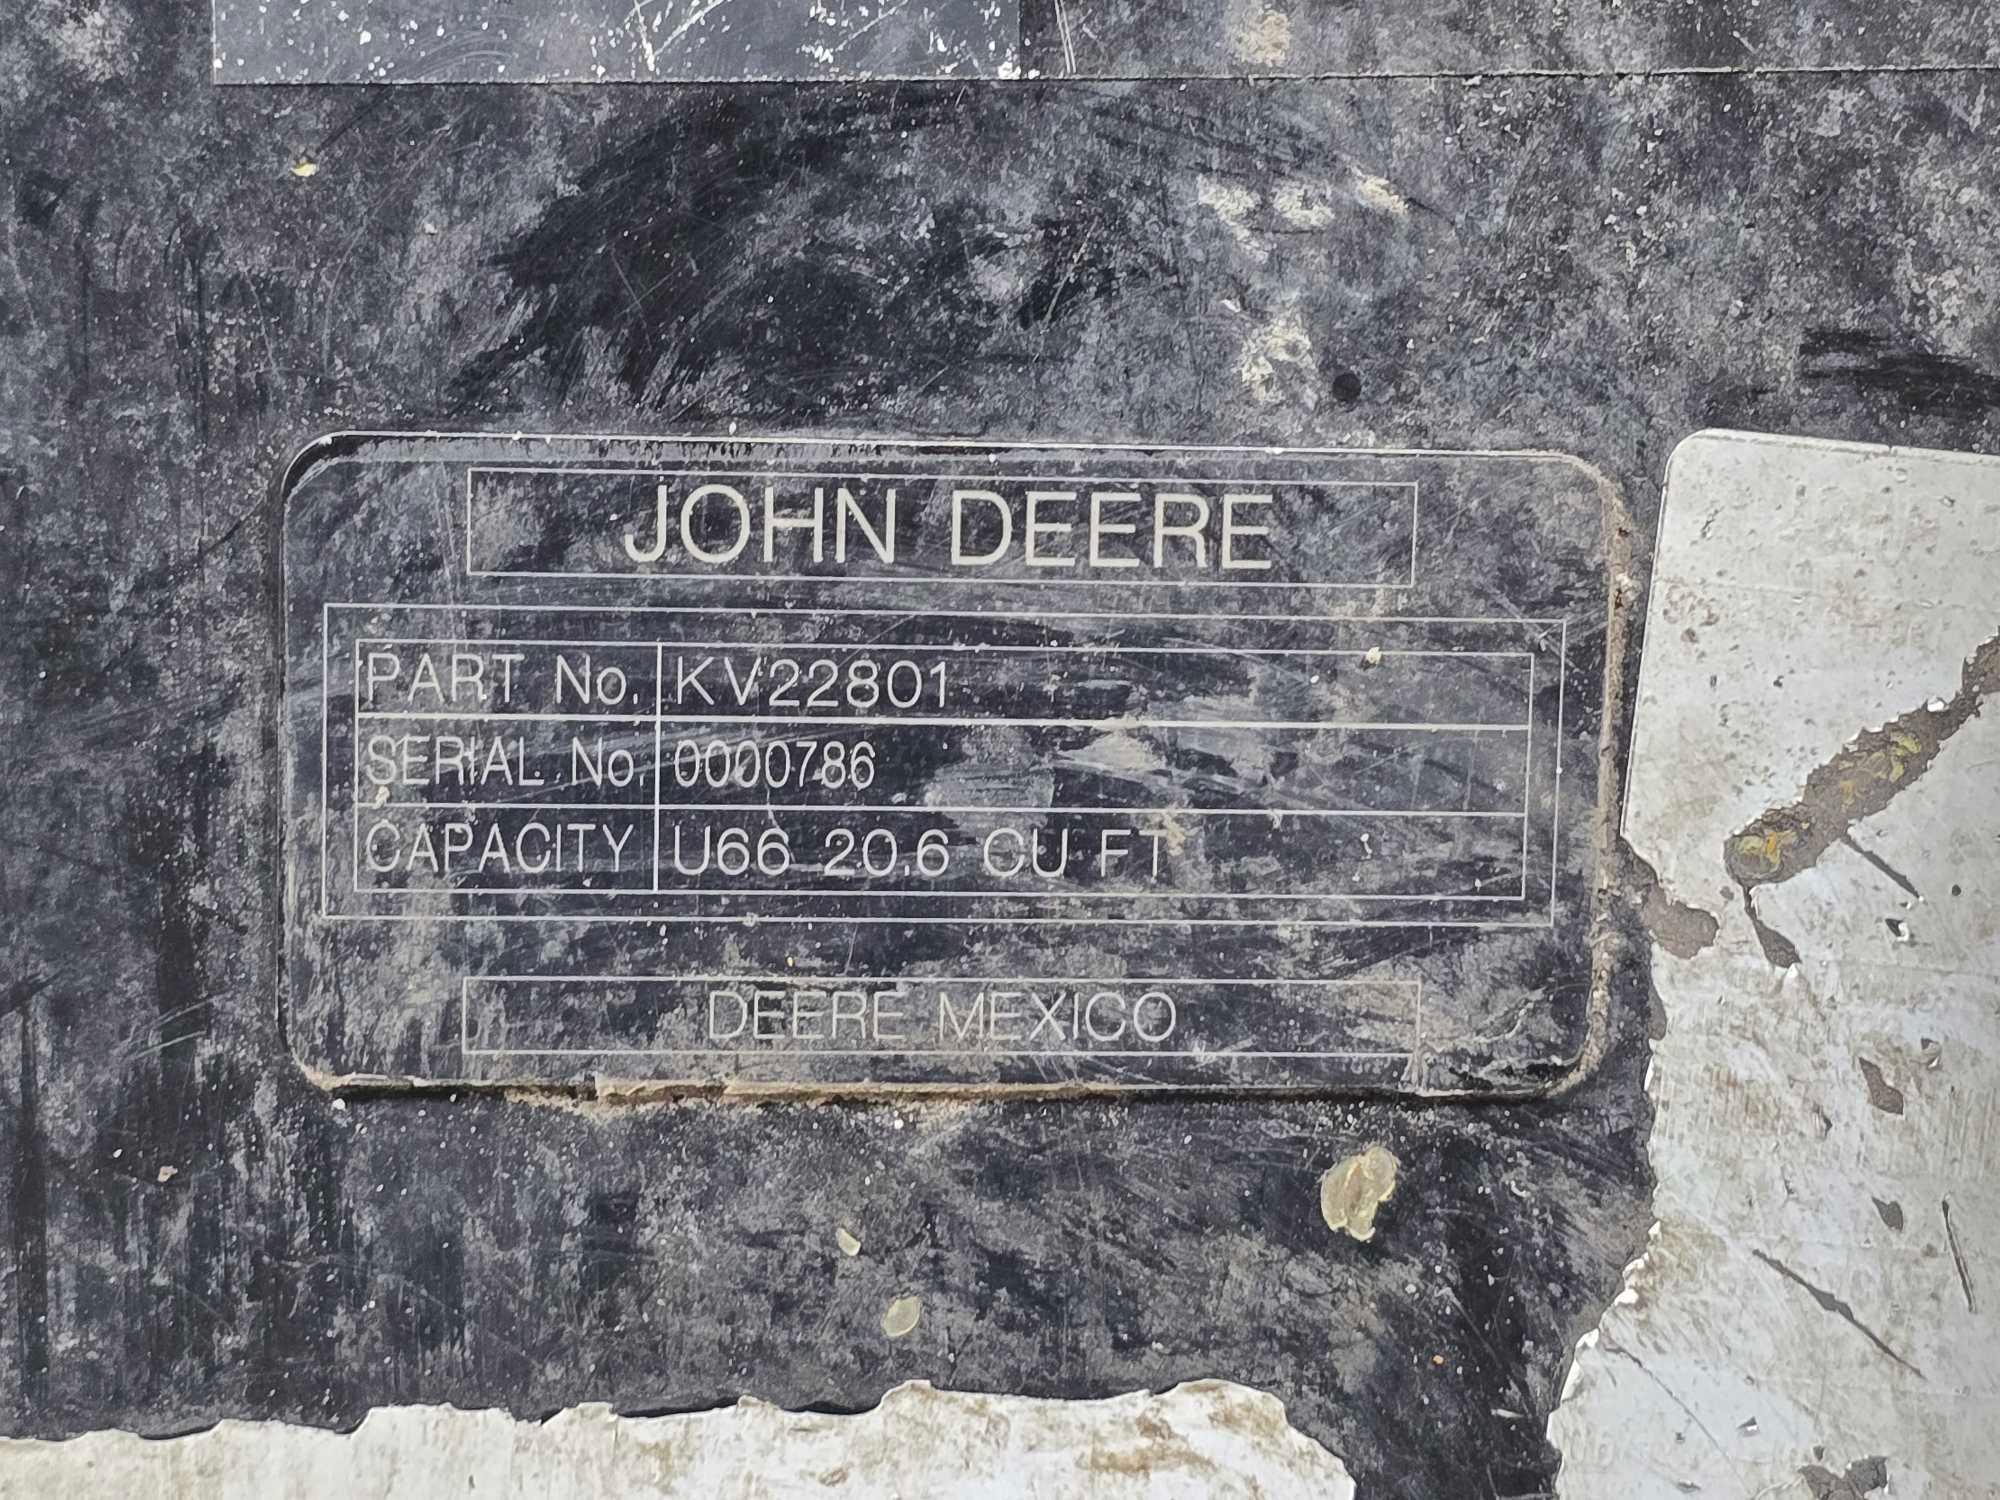 JOHN DEERE
PART No. KV22801
SERIAL No. 0000786
CAPACITY U66 20.6 CU FT
DEERE MEXICO